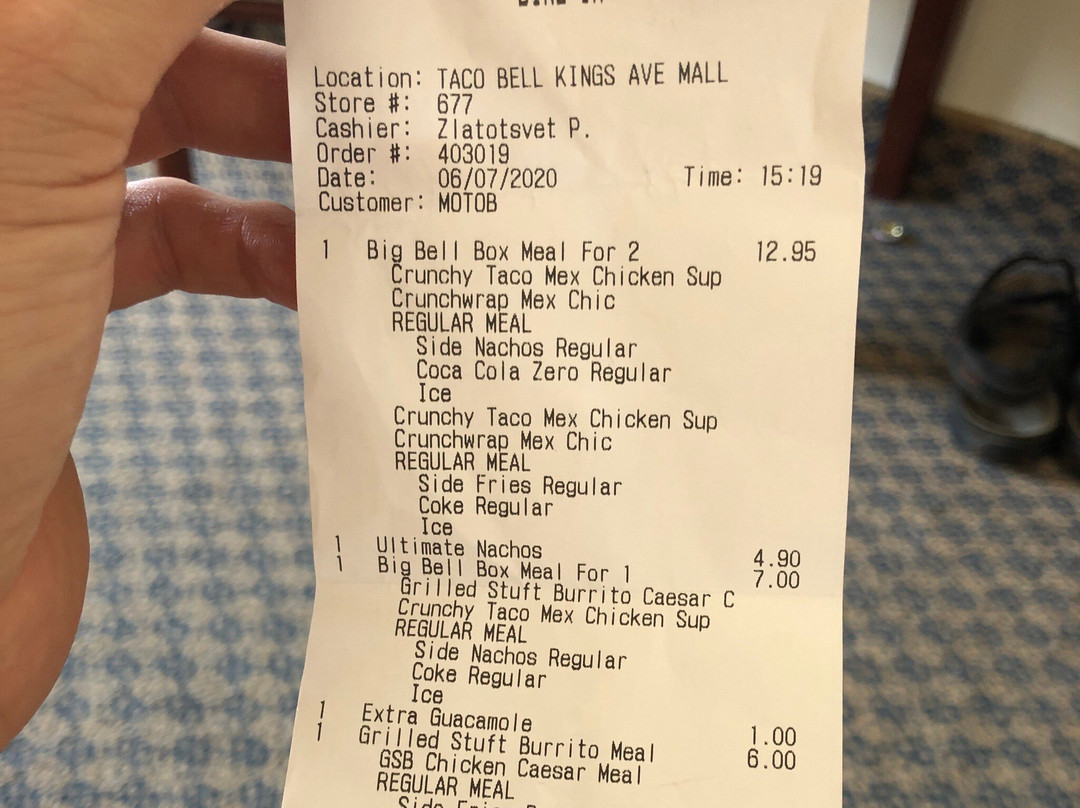 Location: TACO BELL KINGS AVE MALL
Store #: 677
Cashier: Zlatotsvet P.
Order #: 403019
Date: 06/07/2020 Time: 15:19
Customer: MOTOB
1 Big Bell Box Meal For 2 12.95
Crunchy Taco Mex Chicken Sup
Crunchwrap Mex Chic
REGULAR MEAL
Side Nachos Regular
Coca Cola Zero Regular
Ice
Crunchy Taco Mex Chicken Sup
Crunchwrap Mex Chic
REGULAR MEAL
Side Fries Regular
Coke Regular
Ice
1 Ultimate Nachos 4.90
1 Big Bell Box Meal For 1 7.00
Grilled Stuft Burrito Caesar C
Crunchy Taco Mex Chicken Sup
REGULAR MEAL
Side Nachos Regular
Coke Regular
Ice
1 Extra Guacamole 1.00
1 Grilled Stuft Burrito Meal 6.00
GSB Chicken Caesar Meal
REGULAR MEAL
Side Fries